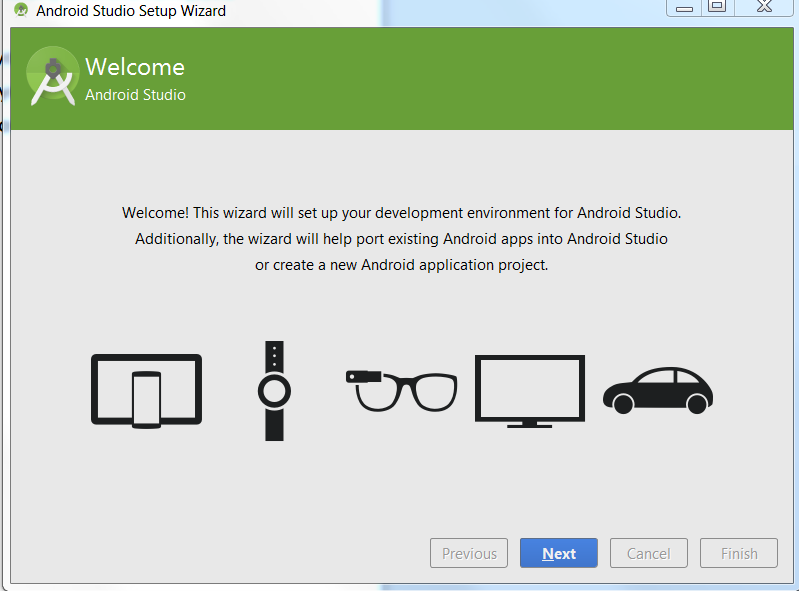 Android Studio Setup Wizard
Welcome
Android Studio
Welcome! This wizard will set up your development environment for Android Studio.
Additionally, the wizard will help port existing Android apps into Android Studio
or create a new Android application project.
Previous
Next
Cancel
Finish